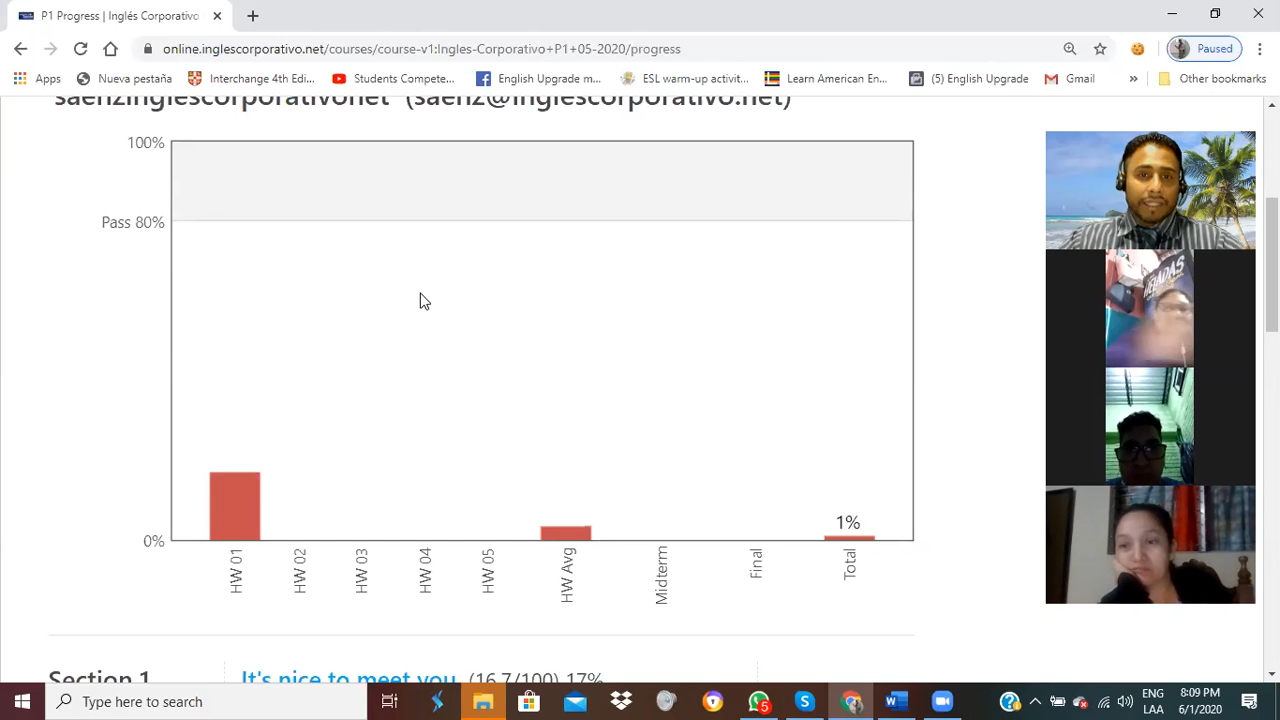 P1 Progress | Inglés Corporativo
online.inglescorporativo.net/courses/course-v1:Ingles-Corporativo+P1+05-2020/progress
Paused
Apps
Nueva pestaña
Interchange 4th Edi...
Students Compete...
English Upgrade m...
ESL warm-up activit...
Learn American En...
(5) English Upgrade
Gmail
»
Other bookmarks
saenzinglescorporativonet (saenz@inglescorporativo.net)
100%
Pass 80%
0%
1%
HW 01
HW 02
HW 03
HW 04
HW 05
HW Avg
Midterm
Final
Total
Section 1
It's nice to meet you (16.7/100) 17%
Type here to search
5
ENG
LAA
8:09 PM
6/1/2020